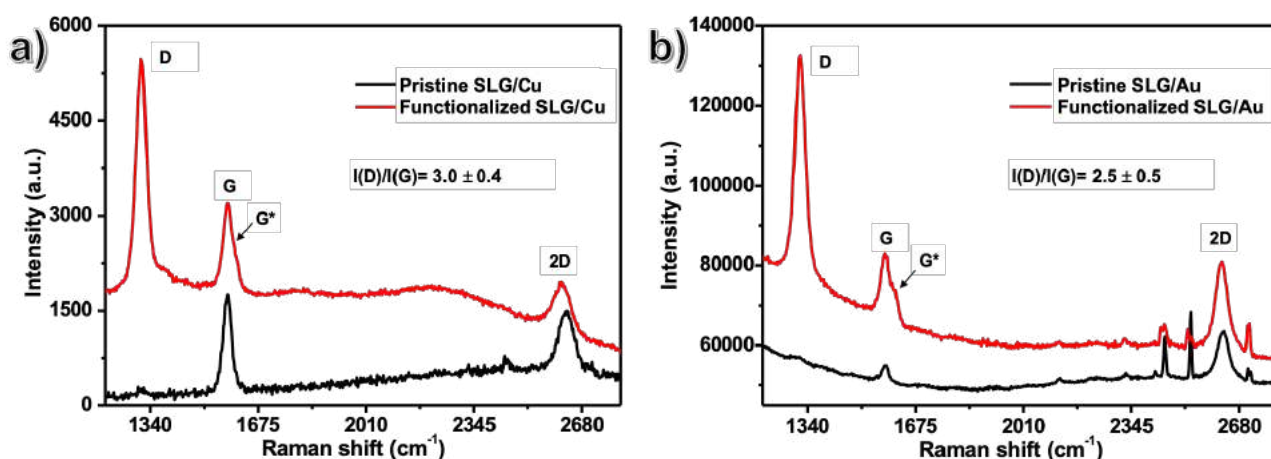 a)
D
Pristine SLG/Cu
Functionalized SLG/Cu
I(D)/I(G)= 3.0 ± 0.4
G
G*
2D
6000
4500
3000
1500
0
Intensity (a.u.)
1340 1675 2010 2345 2680
Raman shift (cm-1)
b)
D
Pristine SLG/Au
Functionalized SLG/Au
I(D)/I(G)= 2.5 ± 0.5
G
G*
2D
140000
120000
100000
80000
60000
Intensity (a.u.)
1340 1675 2010 2345 2680
Raman shift (cm-1)